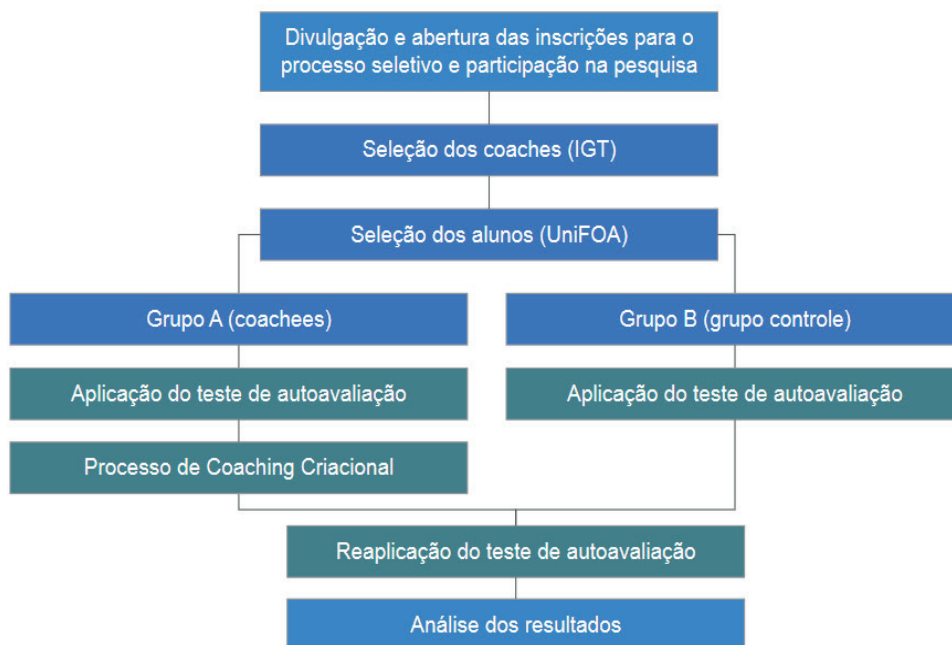 Divulgação e abertura das inscrições para o
processo seletivo e participação na pesquisa
Seleção dos coaches (IGT)
Seleção dos alunos (UniFOA)
Grupo A (coachees)
Grupo B (grupo controle)
Aplicação do teste de autoavaliação
Aplicação do teste de autoavaliação
Processo de Coaching Criacional
Reaplicação do teste de autoavaliação
Análise dos resultados